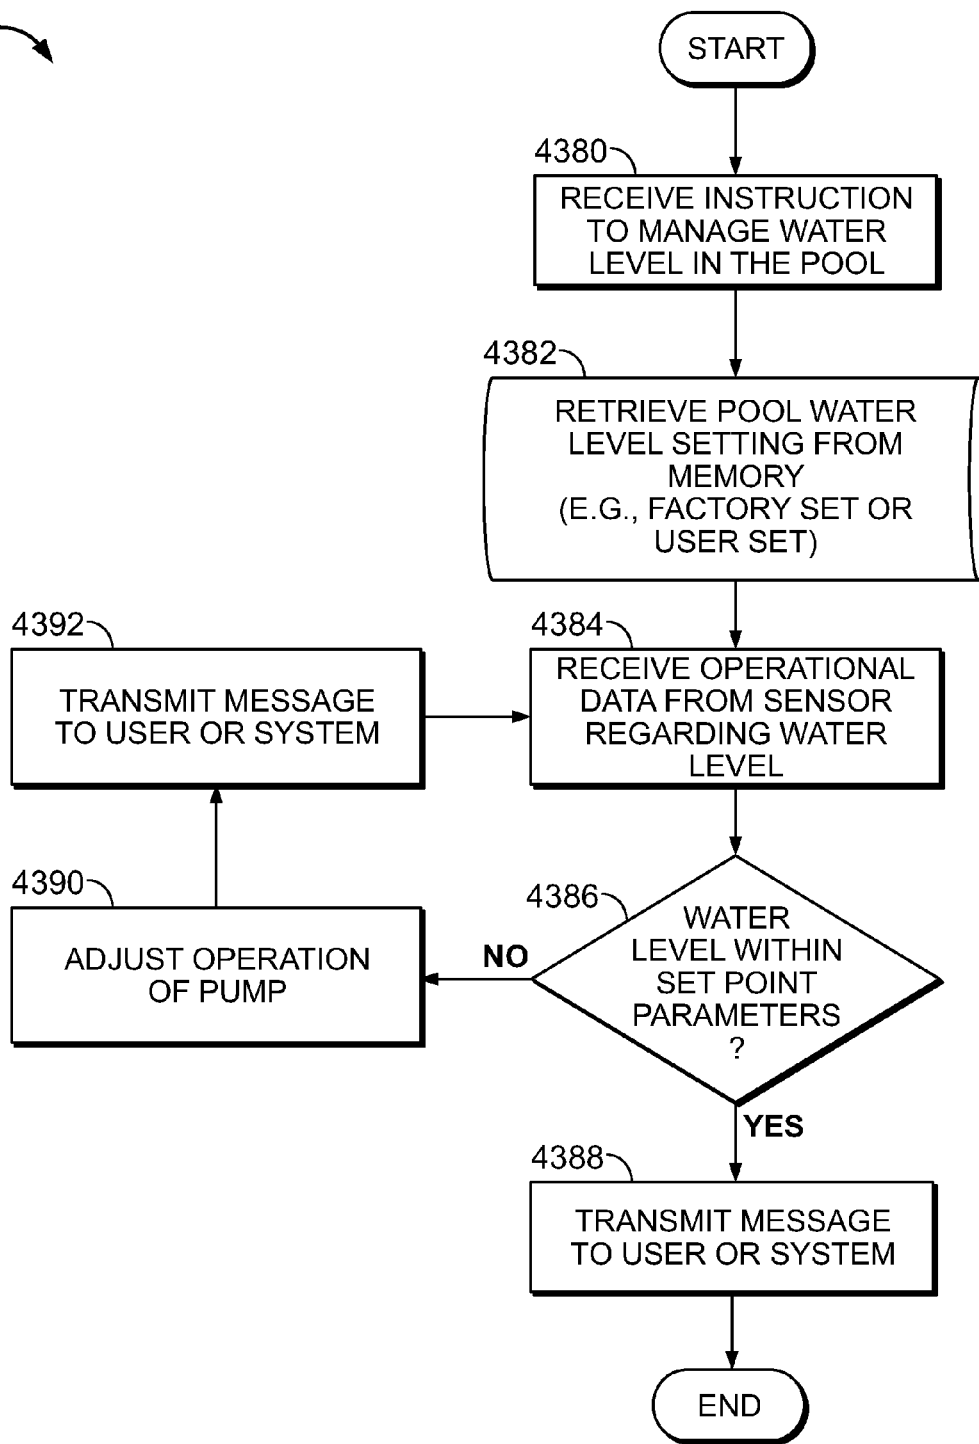 START
4380
RECEIVE INSTRUCTION
TO MANAGE WATER
LEVEL IN THE POOL
4382
RETRIEVE POOL WATER
LEVEL SETTING FROM
MEMORY
(E.G., FACTORY SET OR
USER SET)
4392
TRANSMIT MESSAGE
TO USER OR SYSTEM
4384
RECEIVE OPERATIONAL
DATA FROM SENSOR
REGARDING WATER
LEVEL
4390
ADJUST OPERATION
OF PUMP
NO
4386
WATER
LEVEL WITHIN
SET POINT
PARAMETERS
?
YES
4388
TRANSMIT MESSAGE
TO USER OR SYSTEM
END